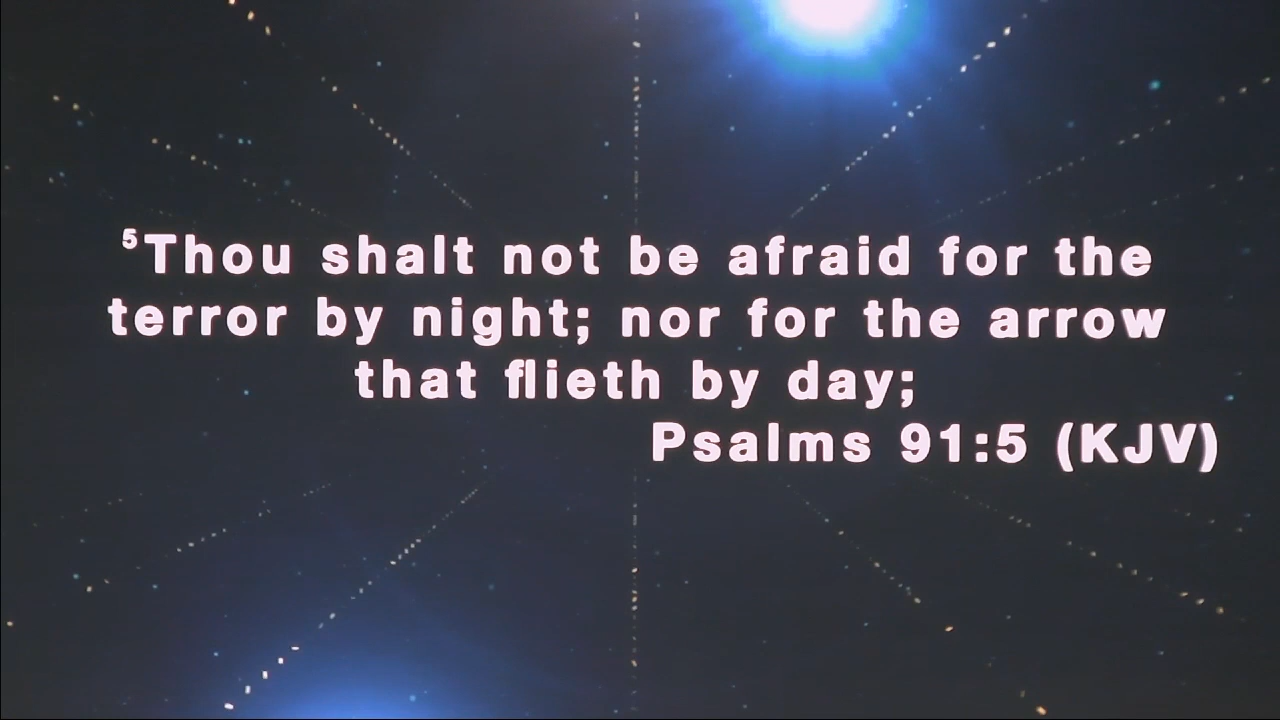 ⁵Thou shalt not be afraid for the
terror by night; nor for the arrow
that flieth by day;
Psalms 91:5 (KJV)